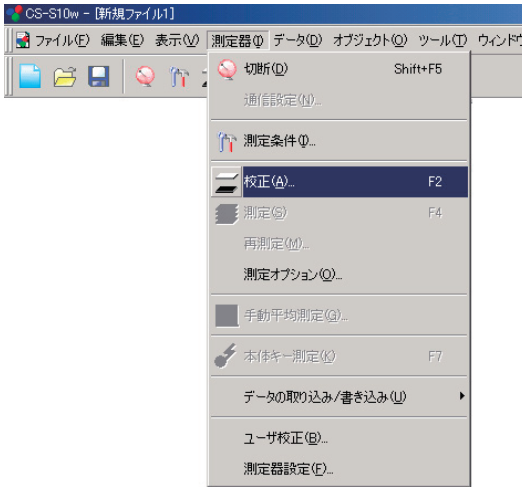 CS-S10w - [新規ファイル1]
ファイル(F) 編集(E) 表示(V) 測定器(I) データ(D) オブジェクト(O) ツール(T)
切断(D) Shift+F5
通信設定(N)...
測定条件(I)...
校正(A)... F2
測定(S) F4
再測定(M)...
測定オプション(O)...
手動平均測定(G)...
本体キー測定(K) F7
データの取り込み/書き込み(U)
ユーザ校正(B)...
測定器設定(F)...